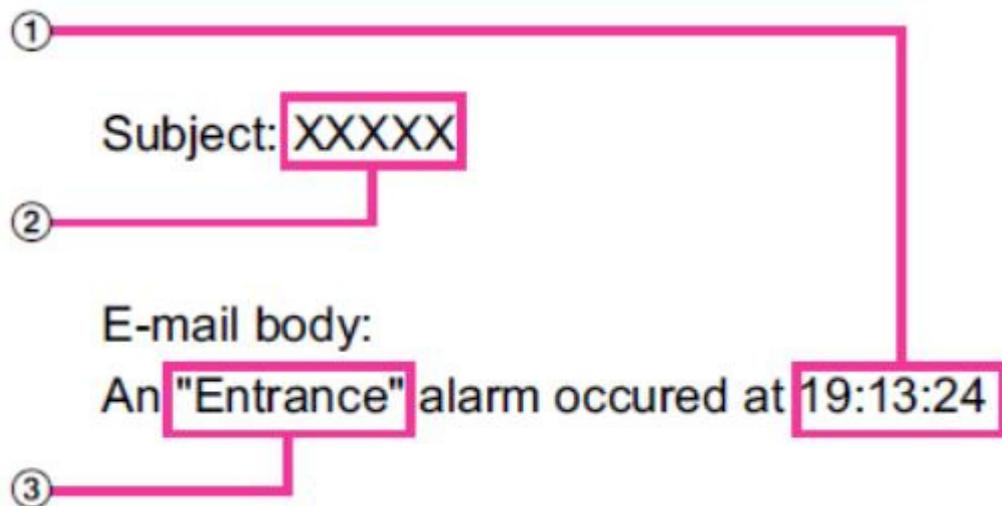 ①
Subject: XXXXX
②
E-mail body:
An "Entrance" alarm occured at 19:13:24
③